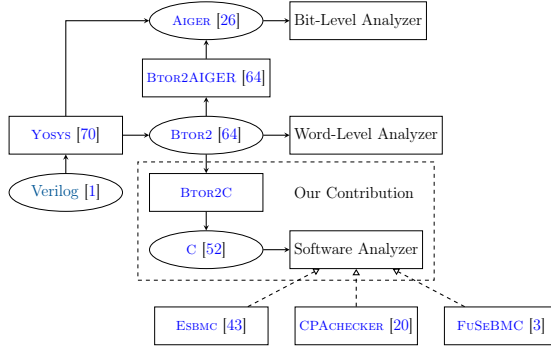 AIGER [26]
Bit-Level Analyzer
BTOR2AIGER [64]
YOSYS [70]
BTOR2 [64]
Word-Level Analyzer
Verilog [1]
BTOR2C
Our Contribution
C [52]
Software Analyzer
ESBMC [43]
CPACHECKER [20]
FUSEBMC [3]